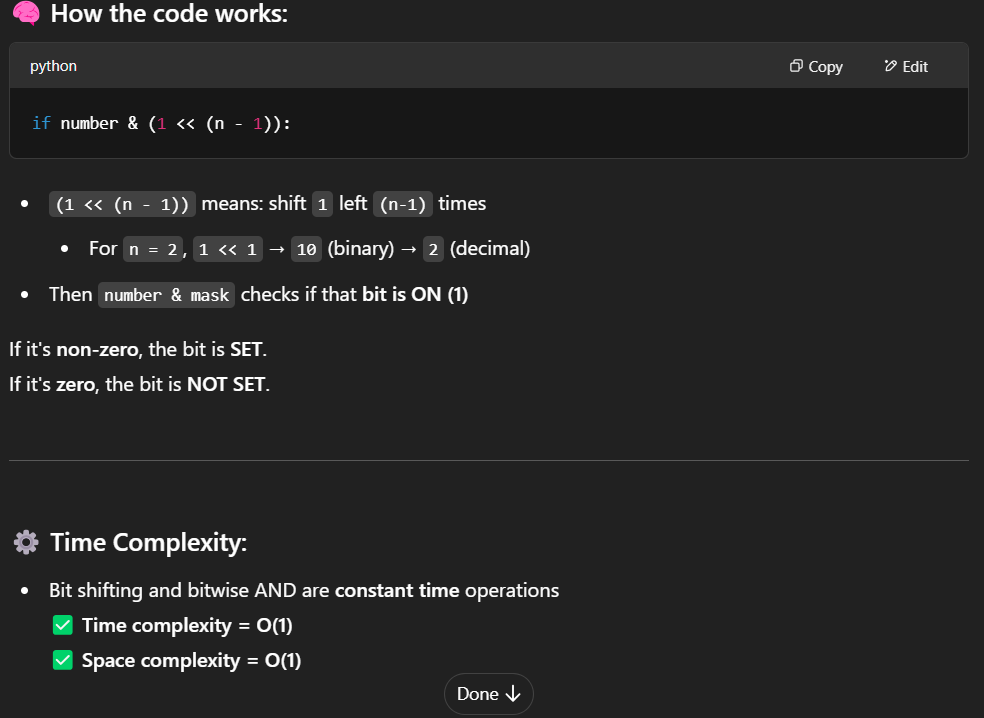 🧠 How the code works:
python
Copy
Edit
if number & (1 << (n - 1)):
• (1 << (n - 1)) means: shift 1 left (n-1) times
• For n = 2, 1 << 1 → 10 (binary) → 2 (decimal)
• Then number & mask checks if that bit is ON (1)
If it's non-zero, the bit is SET.
If it's zero, the bit is NOT SET.
⚙️ Time Complexity:
• Bit shifting and bitwise AND are constant time operations
✅ Time complexity = O(1)
✅ Space complexity = O(1)
Done ↓